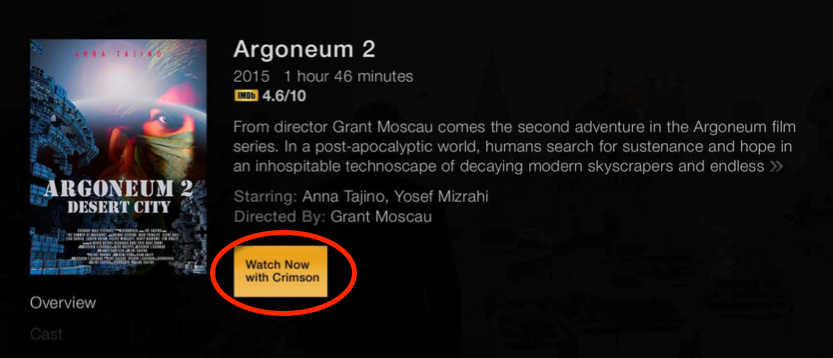 ANNA TAJINO
ARGONEUM 2
DESERT CITY
Argoneum 2
2015 1 hour 46 minutes
IMDb 4.6/10
From director Grant Moscau comes the second adventure in the Argoneum film
series. In a post-apocalyptic world, humans search for sustenance and hope in
an inhospitable technoscape of decaying modern skyscrapers and endless »
Starring: Anna Tajino, Yosef Mizrahi
Directed By: Grant Moscau
Watch Now
with Crimson
Overview
Cast